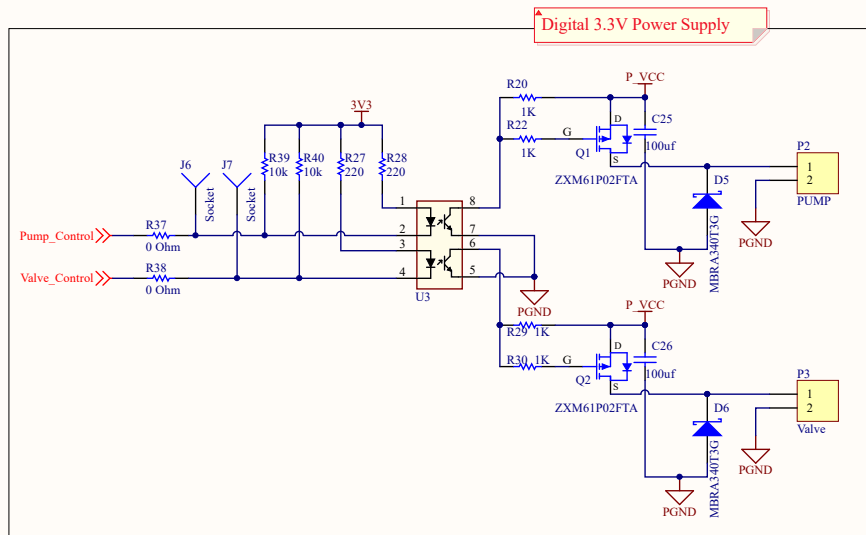 Digital 3.3V Power Supply
P_VCC
R20
1K
R22
1K
G
D
S
Q1
ZXM61P02FTA
C25
100uf
P2
1
2
PUMP
D5
MBRA340T3G
PGND
PGND
3V3
J6
Socket
J7
Socket
R39
10k
R40
10k
R27
220
R28
220
Pump_Control
R37
0 Ohm
Valve_Control
R38
0 Ohm
1
2
3
4
8
7
6
5
U3
PGND
P_VCC
R29 1K
R30 1K
G
D
S
Q2
ZXM61P02FTA
C26
100uf
P3
1
2
Valve
D6
MBRA340T3G
PGND
PGND